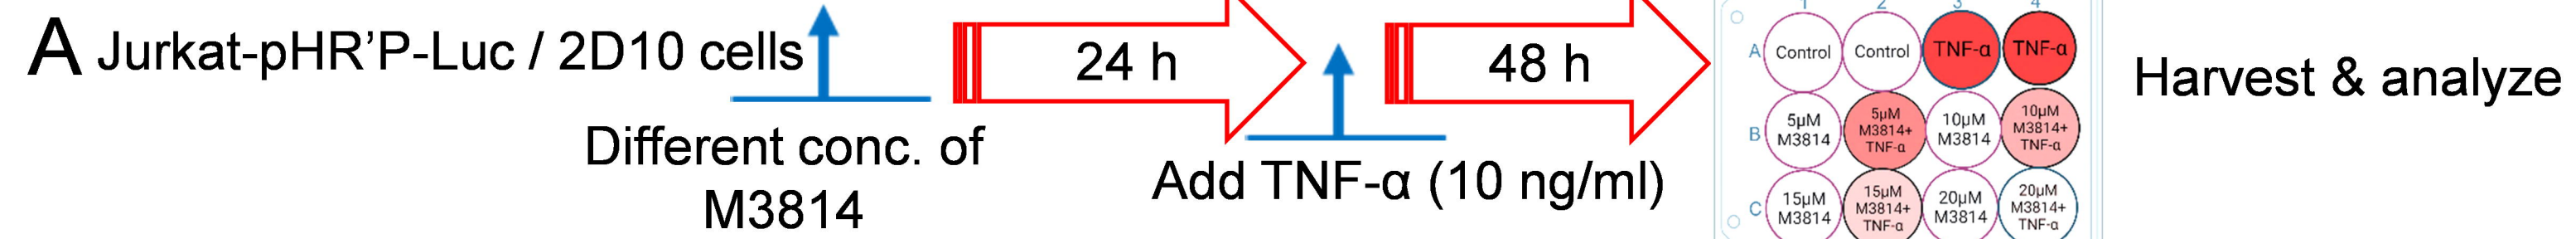 A Jurkat-pHR’P-Luc / 2D10 cells
Different conc. of
M3814
24 h
Add TNF-α (10 ng/ml)
48 h
1 2 3 4
A Control Control TNF-α TNF-α
B
5µM
M3814
5µM
M3814+
TNF-α
10µM
M3814
10µM
M3814+
TNF-α
C
15µM
M3814
15µM
M3814+
TNF-α
20µM
M3814
20µM
M3814+
TNF-α
Harvest & analyze